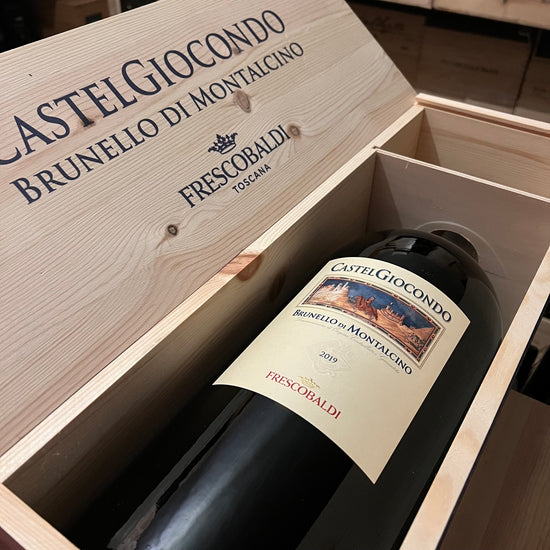 CASTELGIOCONDO
BRUNELLO DI MONTALCINO
FRESCOBALDI
TOSCANA
CASTELGIOCONDO
BRUNELLO DI MONTALCINO
2019
FRESCOBALDI